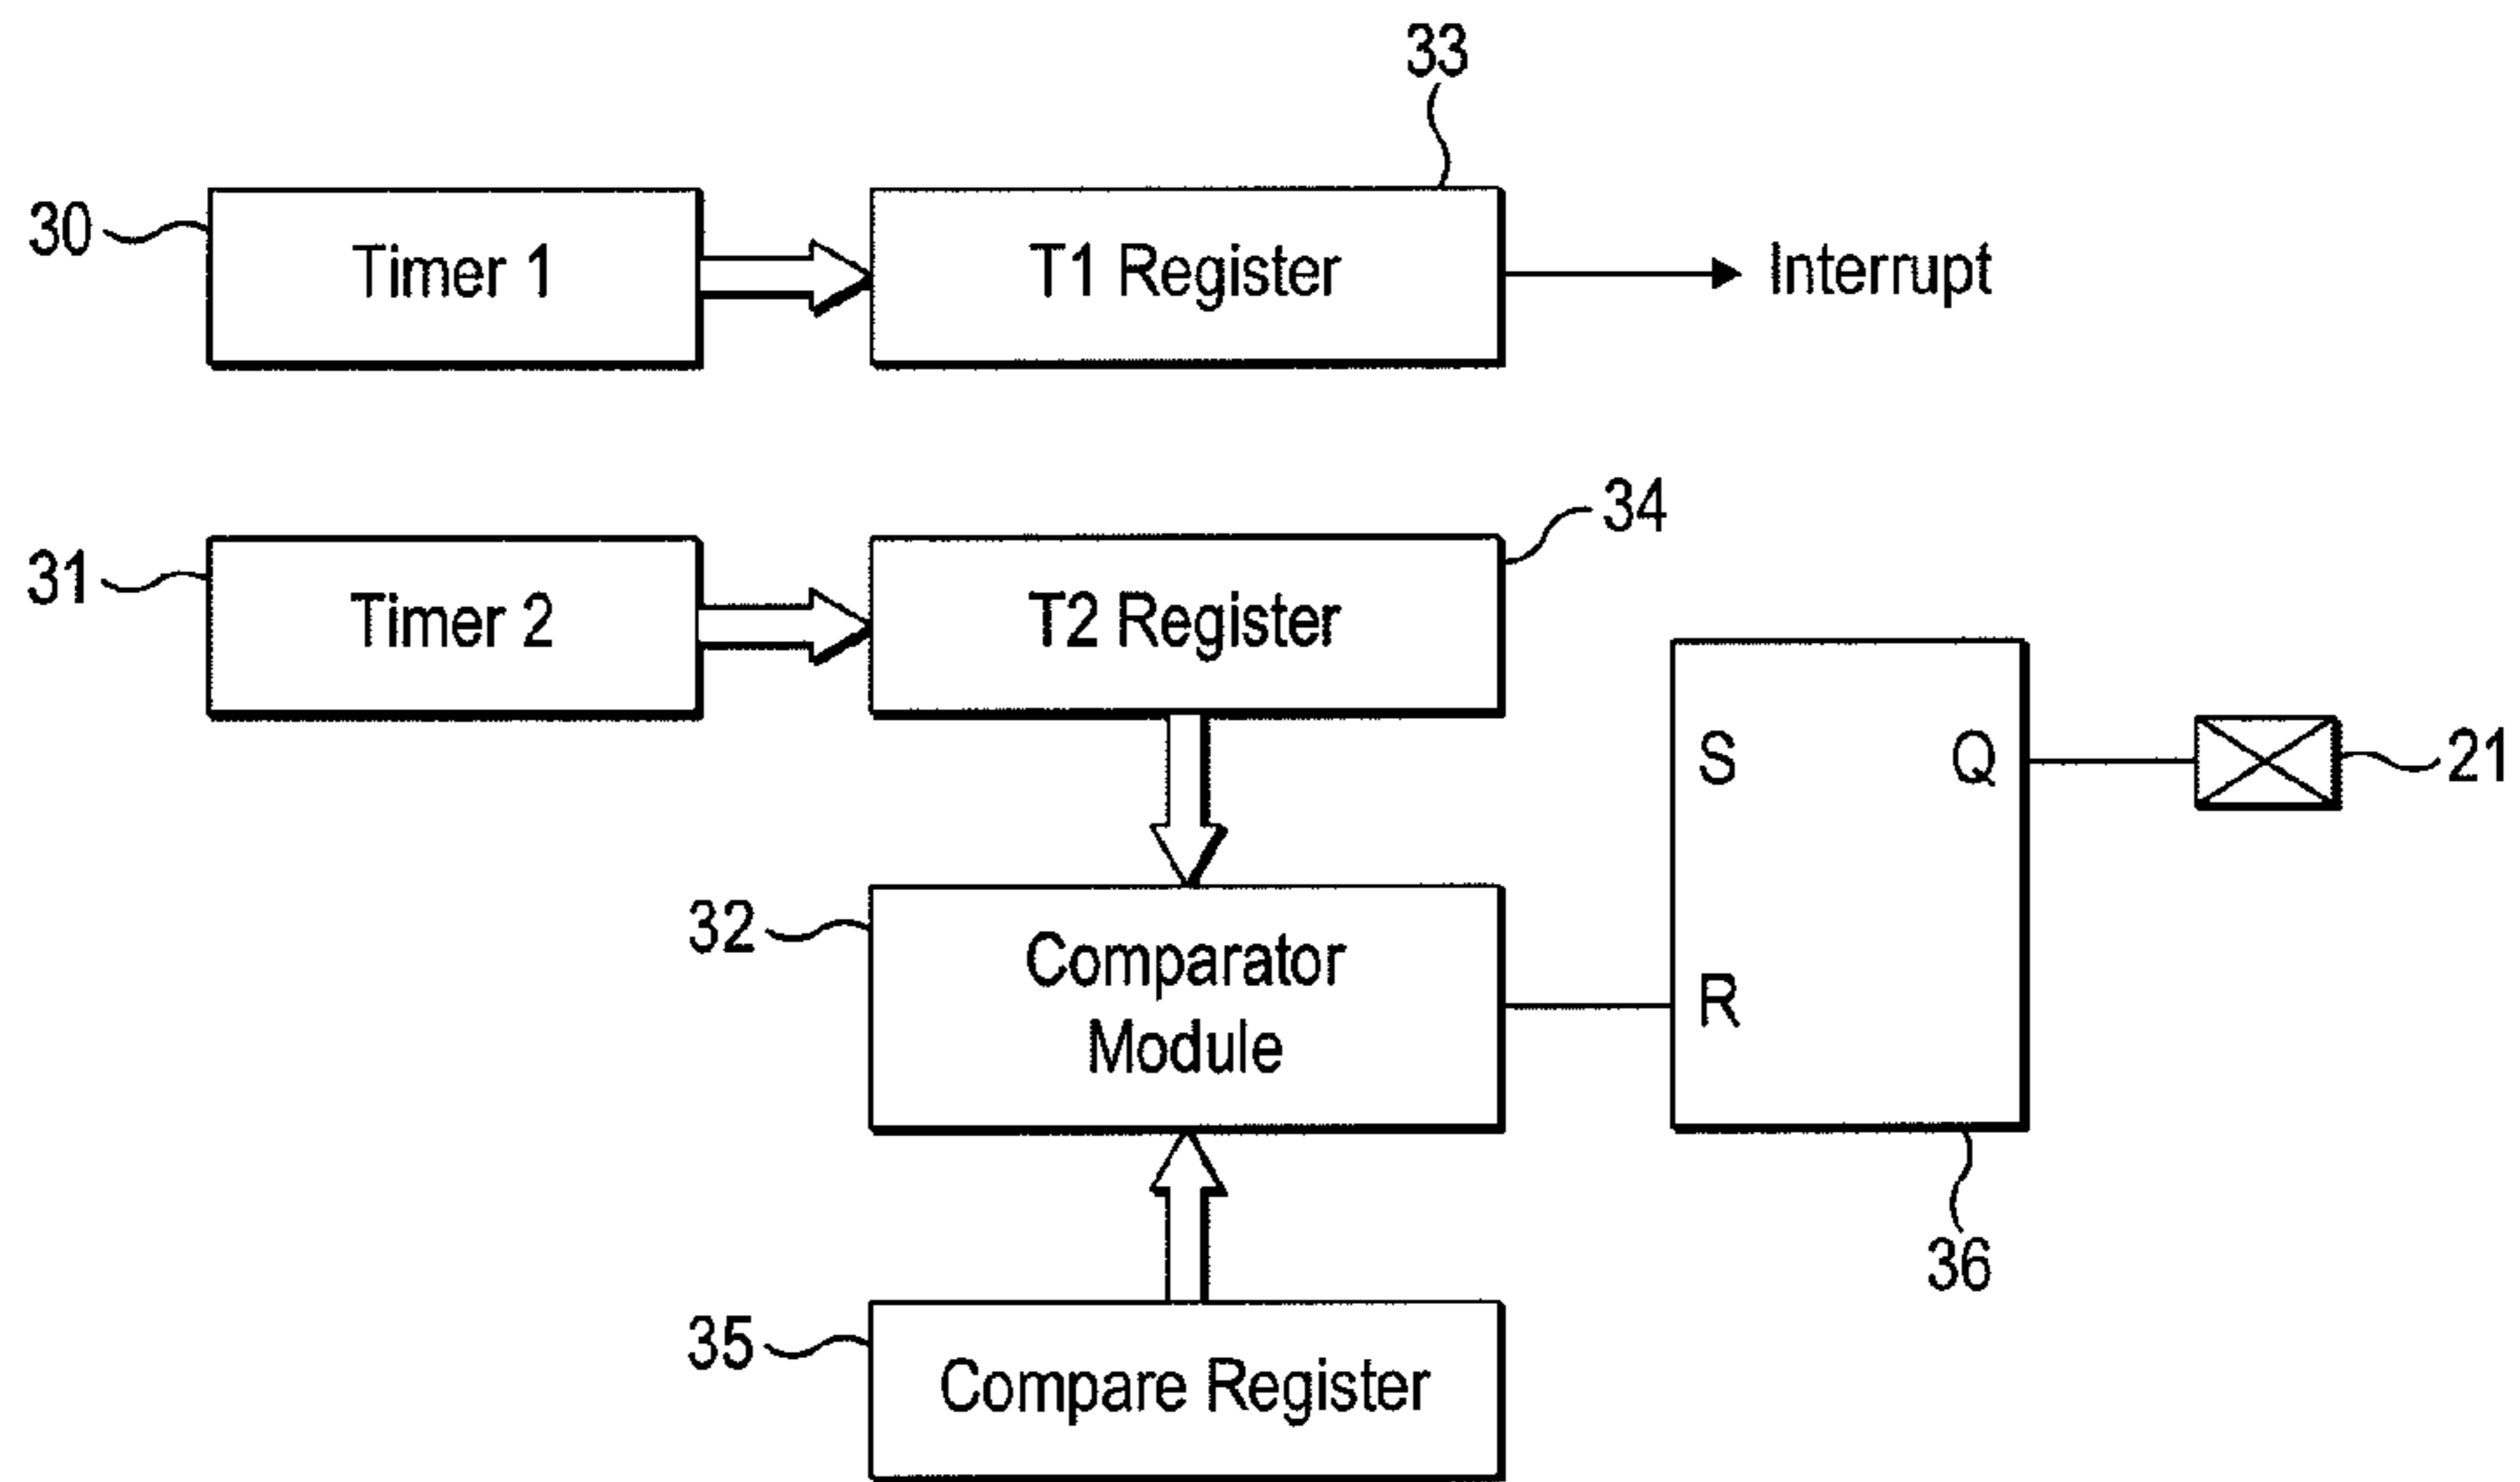 33
30
Timer 1
T1 Register
Interrupt
34
31
Timer 2
T2 Register
S
Q
21
32
Comparator
Module
R
36
35
Compare Register